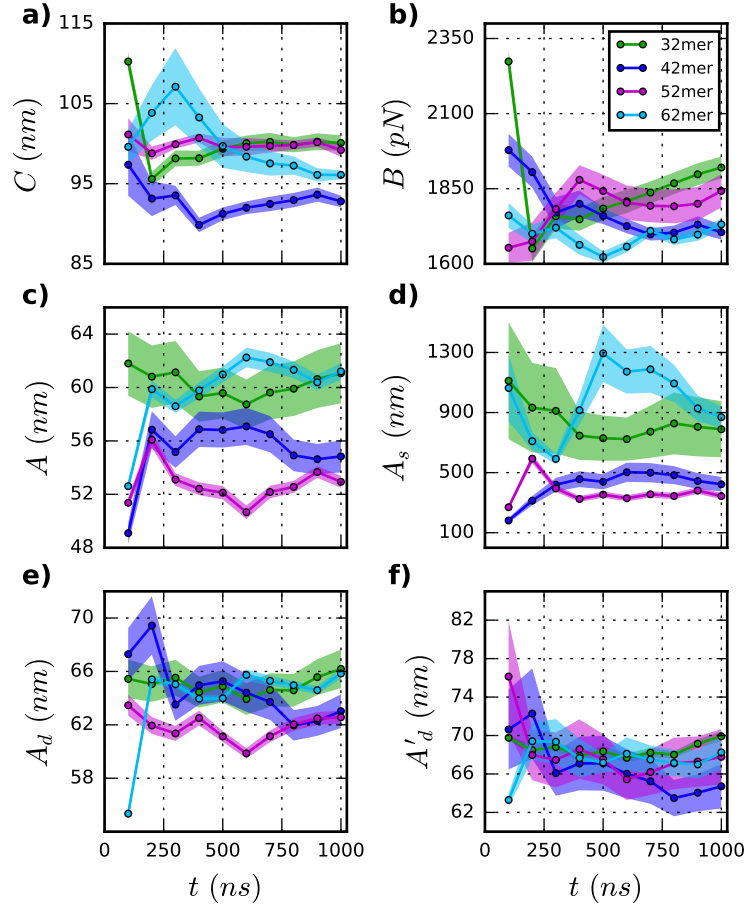 a)
115
105
95
85
C (nm)
b)
2350
2100
1850
1600
B (pN)
32mer
42mer
52mer
62mer
c)
64
60
56
52
48
A (nm)
d)
1300
900
500
100
A_s (nm)
e)
70
66
62
58
A_d (nm)
0 250 500 750 1000
t (ns)
f)
82
78
74
70
66
62
A'_d (nm)
0 250 500 750 1000
t (ns)